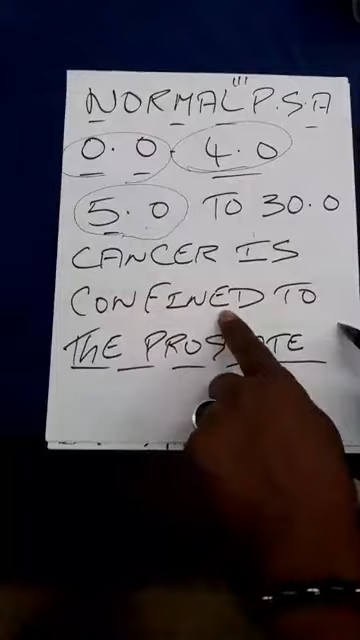 NORMAL''' P.S.A
0.0 - 4.0
5.0 TO 30.0
CANCER IS
CONFINED TO
THE PROSTATE